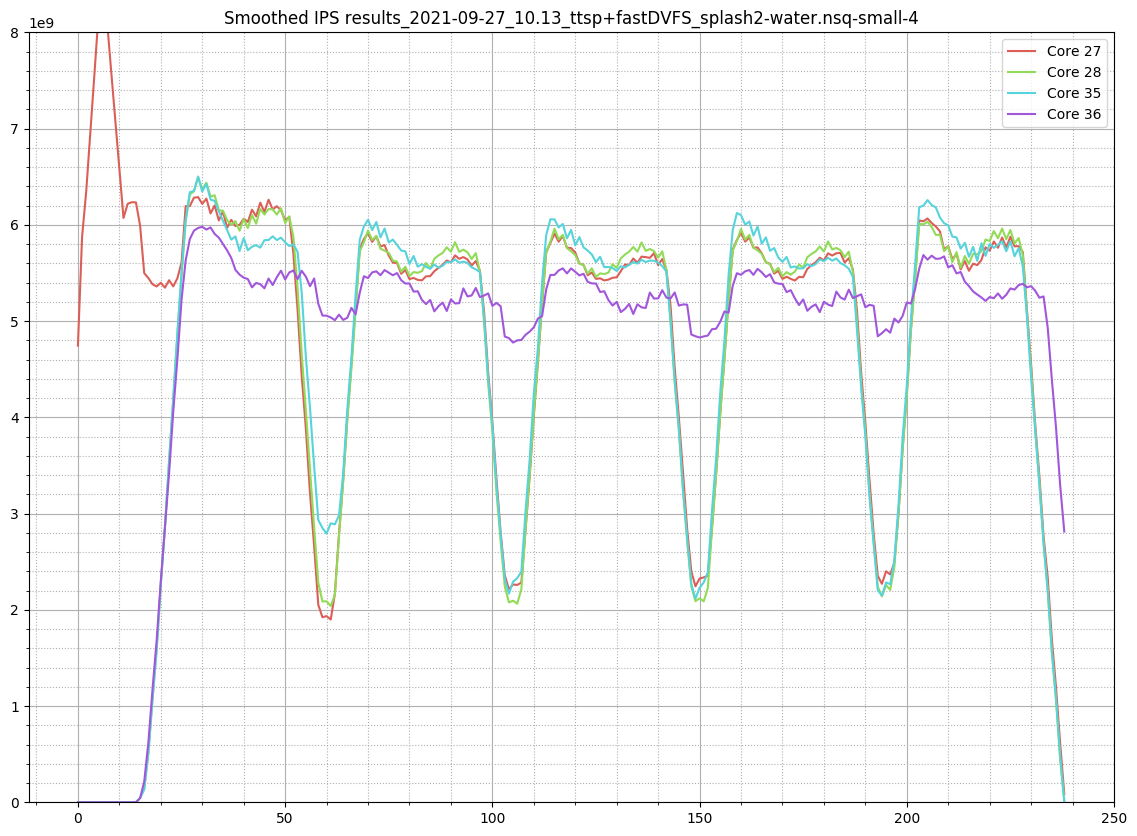 Smoothed IPS results_2021-09-27_10.13_ttsp+fastDVFS_splash2-water.nsq-small-4
1e9
8
7
6
5
4
3
2
1
0
Core 27
Core 28
Core 35
Core 36
0 50 100 150 200 250